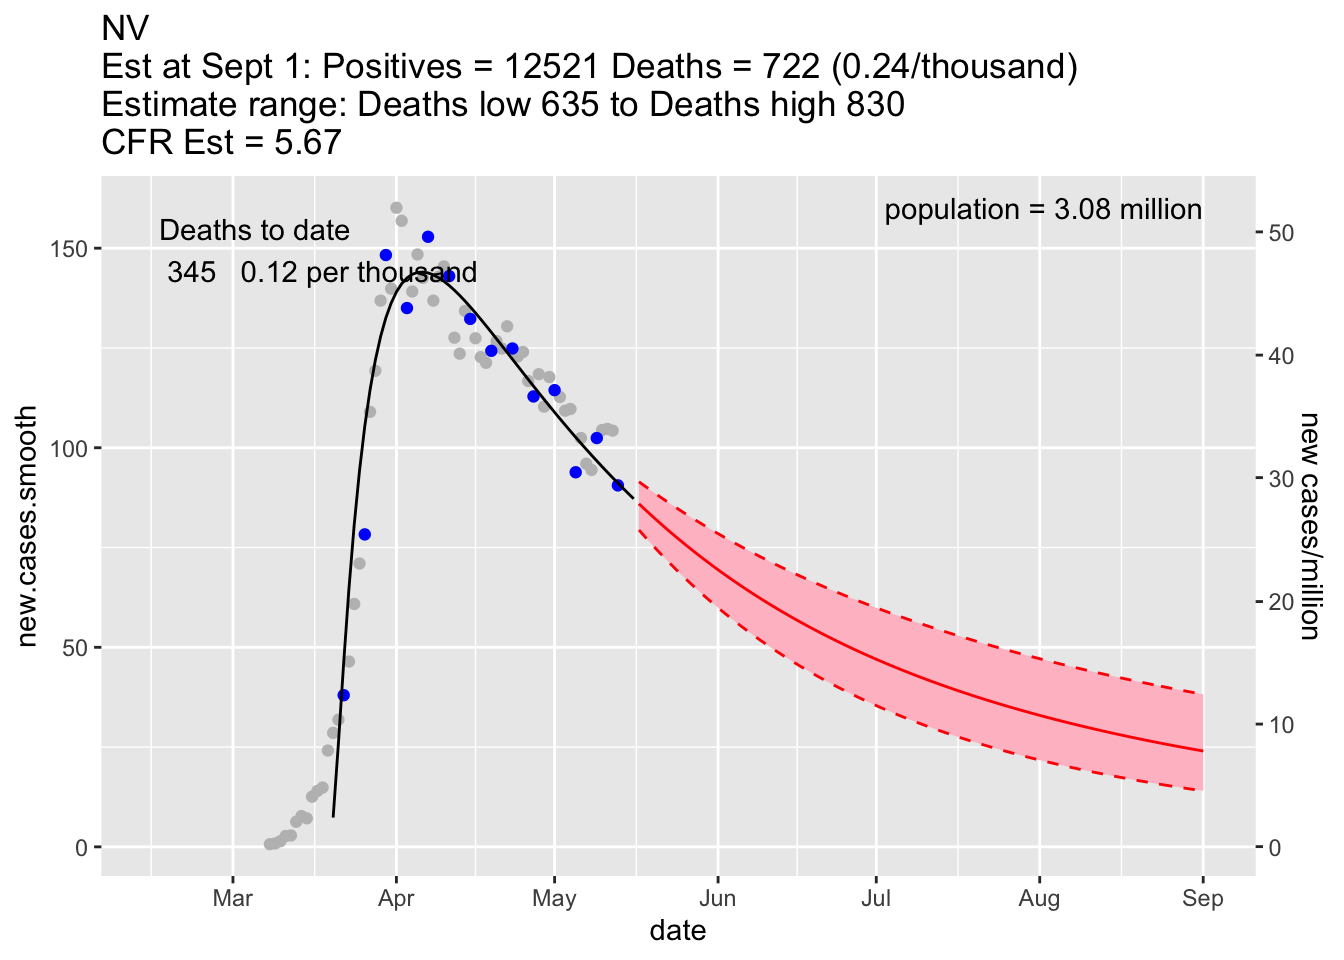 NV
Est at Sept 1: Positives = 12521 Deaths = 722 (0.24/thousand)
Estimate range: Deaths low 635 to Deaths high 830
CFR Est = 5.67
Deaths to date
345 0.12 per thousand
population = 3.08 million
150
100
50
0
new.cases.smooth
50
40
30
20
10
0
new cases/million
Mar Apr May Jun Jul Aug Sep
date